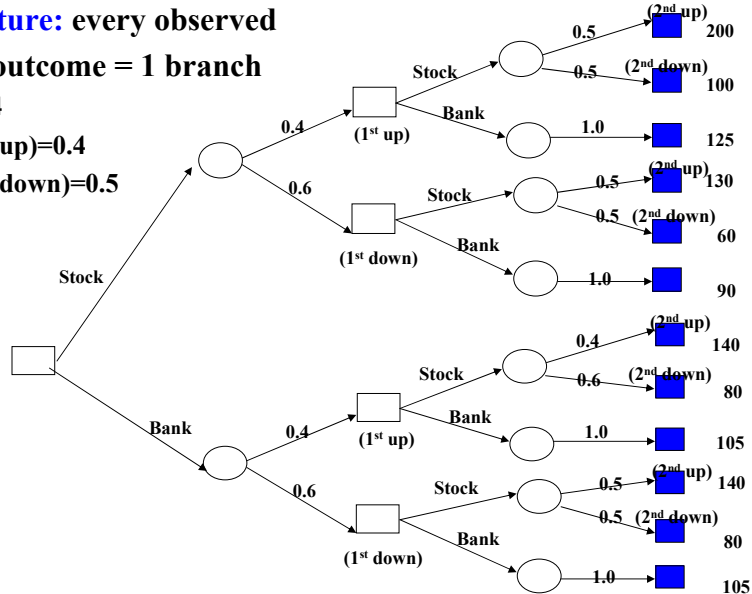 ture: every observed
outcome = 1 branch
up)=0.4
down)=0.5
(2nd up)
200
0.5
Stock
0.5
(2nd down)
100
0.4
(1st up)
Bank
1.0
125
0.6
Stock
0.5
(2nd up)
130
0.5
(2nd down)
60
(1st down)
Bank
1.0
90
Stock
(2nd up)
140
0.4
Stock
0.6
(2nd down)
80
Bank
0.4
(1st up)
Bank
1.0
105
0.6
Stock
0.5
(2nd up)
140
0.5
(2nd down)
80
(1st down)
Bank
1.0
105